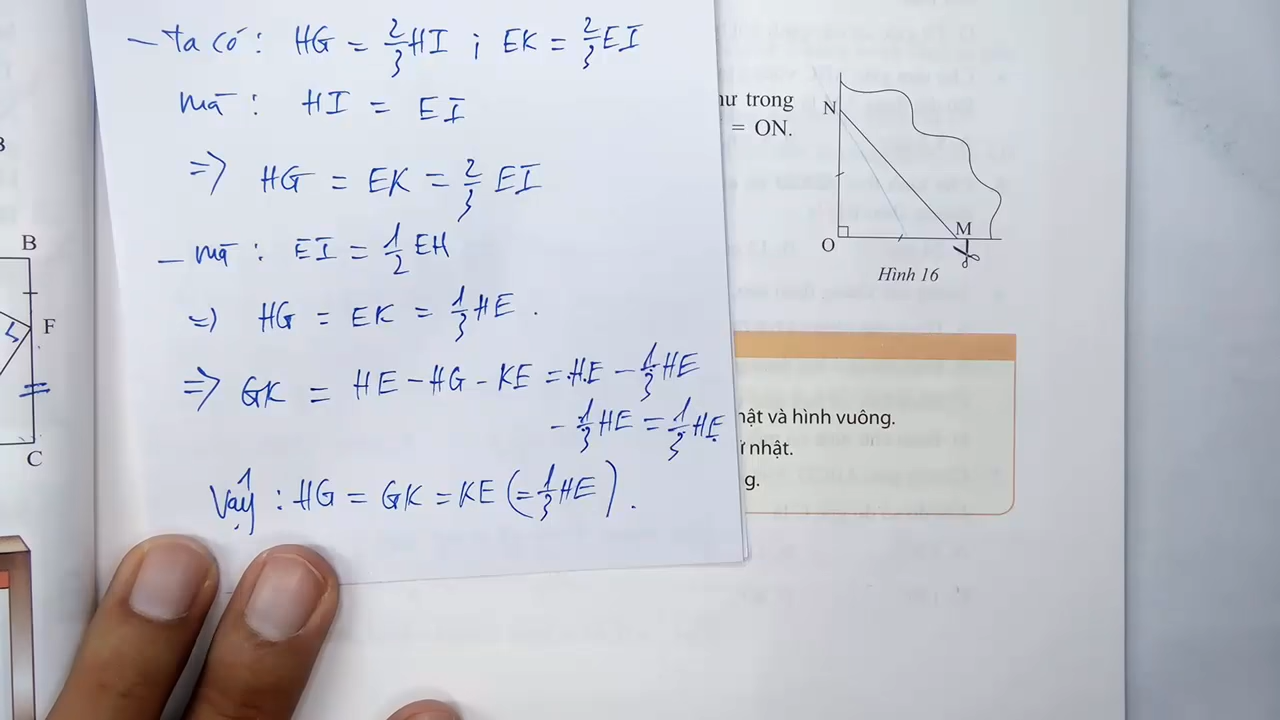 - Ta có: HG = 2/3 HI ; EK = 2/3 EI
mà: HI = EI
=> HG = EK = 2/3 EI
- mà: EI = 1/2 EH
=> HG = EK = 1/3 HE.
=> GK = HE - HG - KE = HE - 1/3 HE
- 1/3 HE = 1/3 HE
Vậy: HG = GK = KE (= 1/3 HE).
B
F
C
ư trong
= ON.
N
O
M
Hình 16
nật và hình vuông.
ữ nhật.
g.